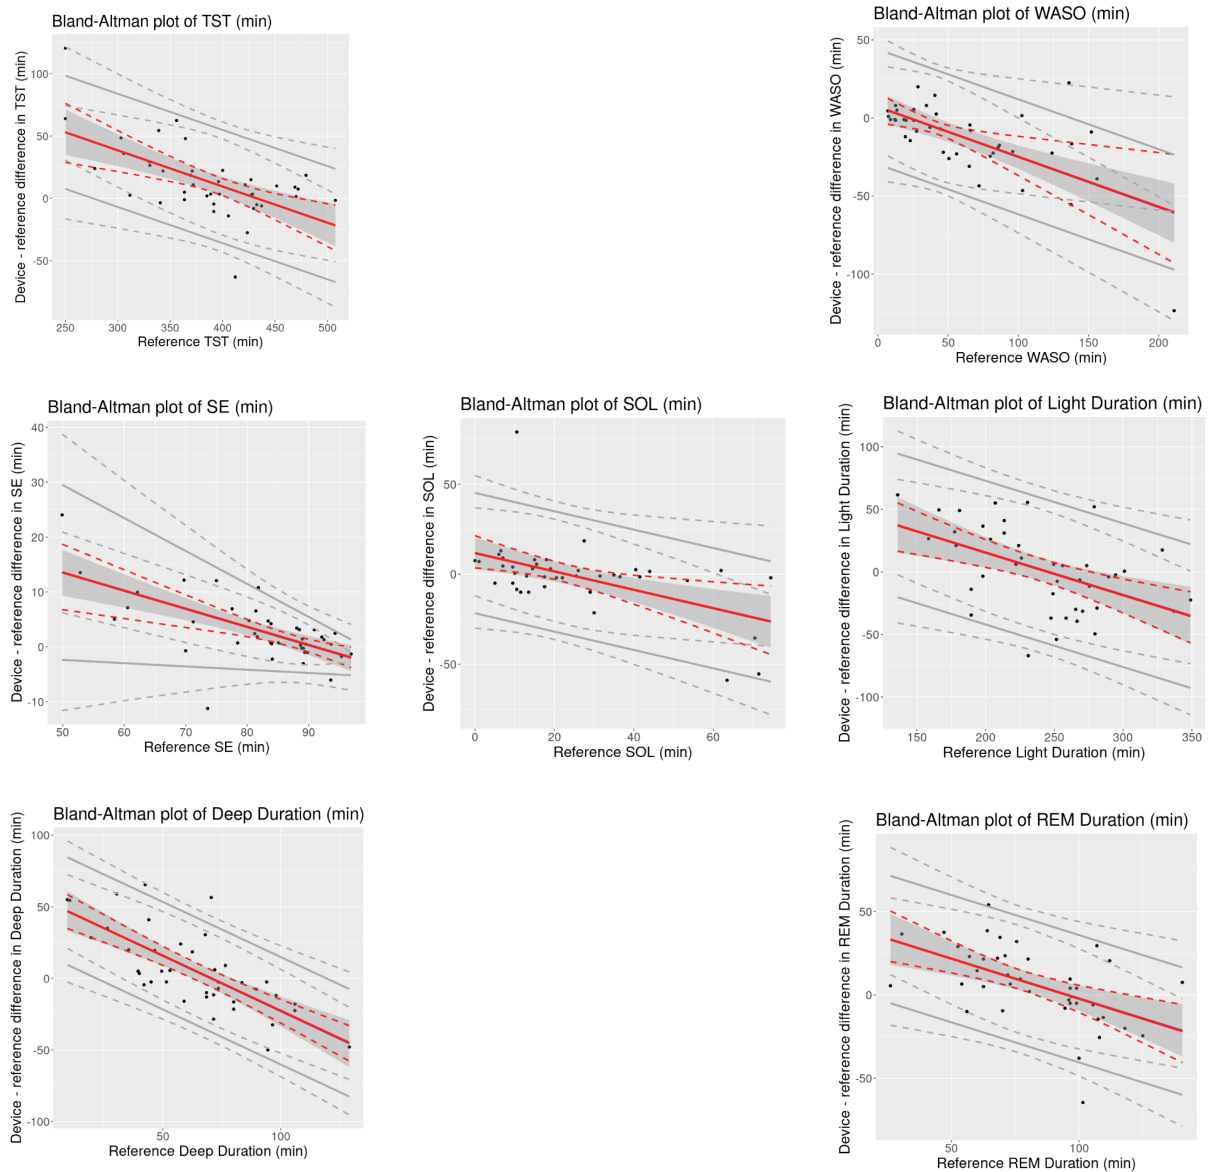 Bland-Altman plot of TST (min)
Device - reference difference in TST (min)
100
50
0
-50
250 300 350 400 450 500
Reference TST (min)
Bland-Altman plot of WASO (min)
Device - reference difference in WASO (min)
50
0
-50
-100
0 50 100 150 200
Reference WASO (min)
Bland-Altman plot of SE (min)
Device - reference difference in SE (min)
40
30
20
10
0
-10
50 60 70 80 90
Reference SE (min)
Bland-Altman plot of SOL (min)
Device - reference difference in SOL (min)
50
0
-50
0 20 40 60
Reference SOL (min)
Bland-Altman plot of Light Duration (min)
Device - reference difference in Light Duration (min)
100
50
0
-50
-100
150 200 250 300 350
Reference Light Duration (min)
Bland-Altman plot of Deep Duration (min)
Device - reference difference in Deep Duration (min)
100
50
0
-50
-100
50 100
Reference Deep Duration (min)
Bland-Altman plot of REM Duration (min)
Device - reference difference in REM Duration (min)
50
0
-50
50 100
Reference REM Duration (min)